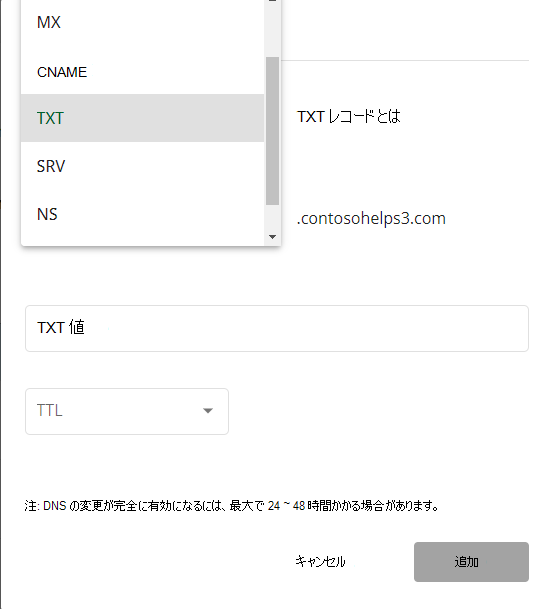 MX
CNAME
TXT
TXT レコードとは
SRV
NS
.contosohelps3.com
TXT 値
TTL
注: DNS の変更が完全に有効になるには、最大で 24 ~ 48 時間かかる場合があります。
キャンセル
追加